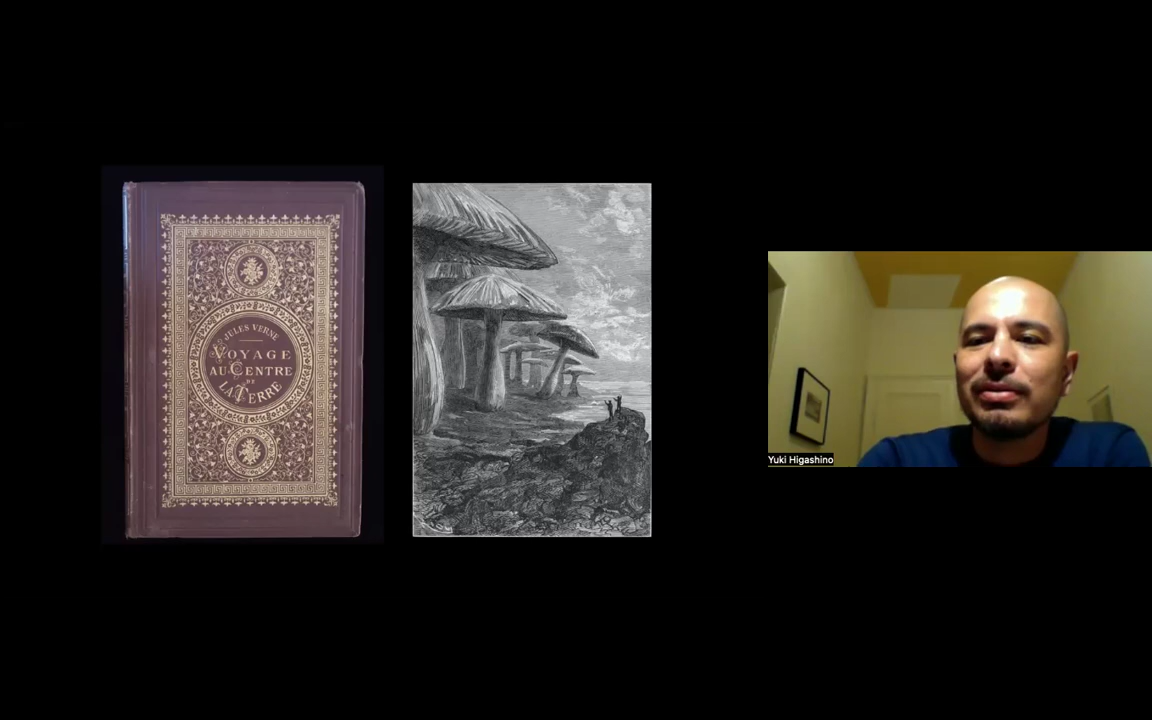 JULES VERNE
VOYAGE
AU CENTRE
DE
LA TERRE
Yuki Higashino